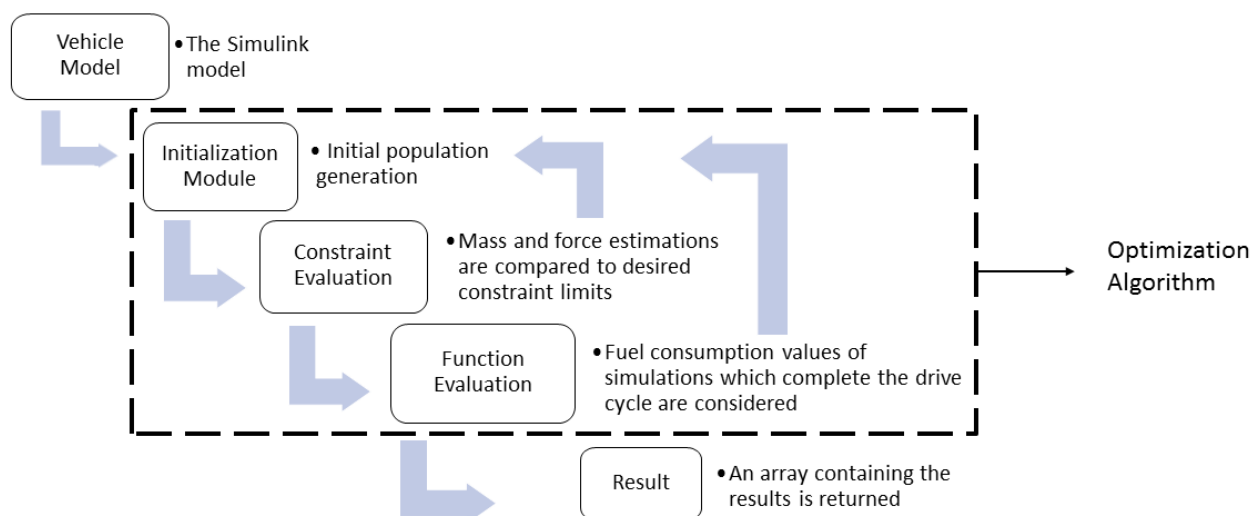 Vehicle
Model
•The Simulink
model
Initialization
Module
• Initial population
generation
Constraint
Evaluation
•Mass and force estimations
are compared to desired
constraint limits
Function
Evaluation
•Fuel consumption values of
simulations which complete the drive
cycle are considered
Optimization
Algorithm
Result
•An array containing the
results is returned